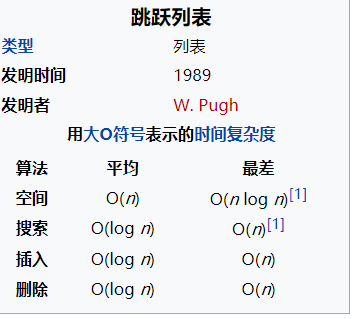 跳跃列表
类型 列表
发明时间 1989
发明者 W. Pugh
用大O符号表示的时间复杂度
算法 平均 最差
空间 O(n) O(n log n)[1]
搜索 O(log n) O(n)[1]
插入 O(log n) O(n)
删除 O(log n) O(n)